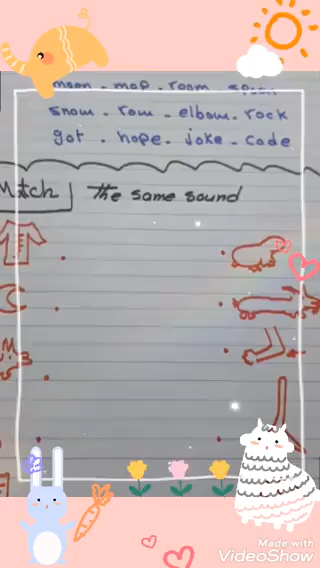 moon - mop - room - spoon
snow - row - elbow - rock
got - hope - joke - code
Match
The same sound
Made with
VideoShow